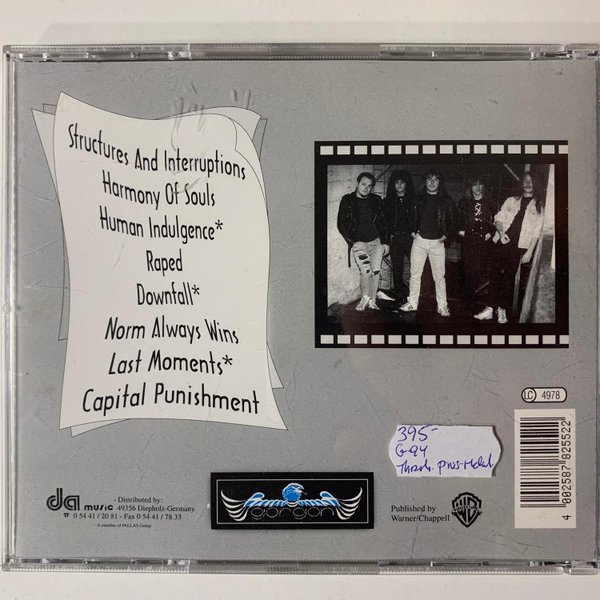 Structures And Interruptions
Harmony Of Souls
Human Indulgence*
Raped
Downfall*
Norm Always Wins
Last Moments*
Capital Punishment
LC 4978
395-
G-94
Thrash. Prog-Metal.
4 002587 825522
da music
- Distributed by:
49356 Diepholz-Germany
☎ 0 54 41 / 20 81 - Fax 0 54 41 / 78 33
A member of PALLAS Group
gorgon
Published by
Warner/Chappell
WB